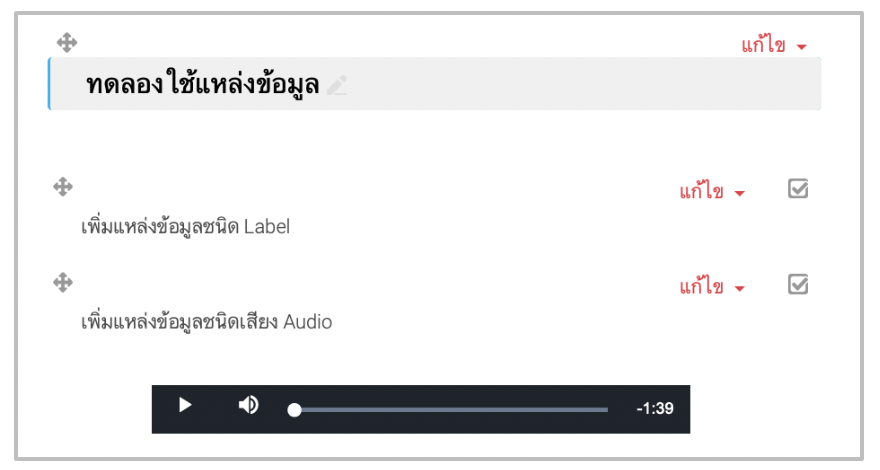 แก้ไข
ทดลองใช้แหล่งข้อมูล
แก้ไข
เพิ่มแหล่งข้อมูลชนิด Label
แก้ไข
เพิ่มแหล่งข้อมูลชนิดเสียง Audio
-1:39